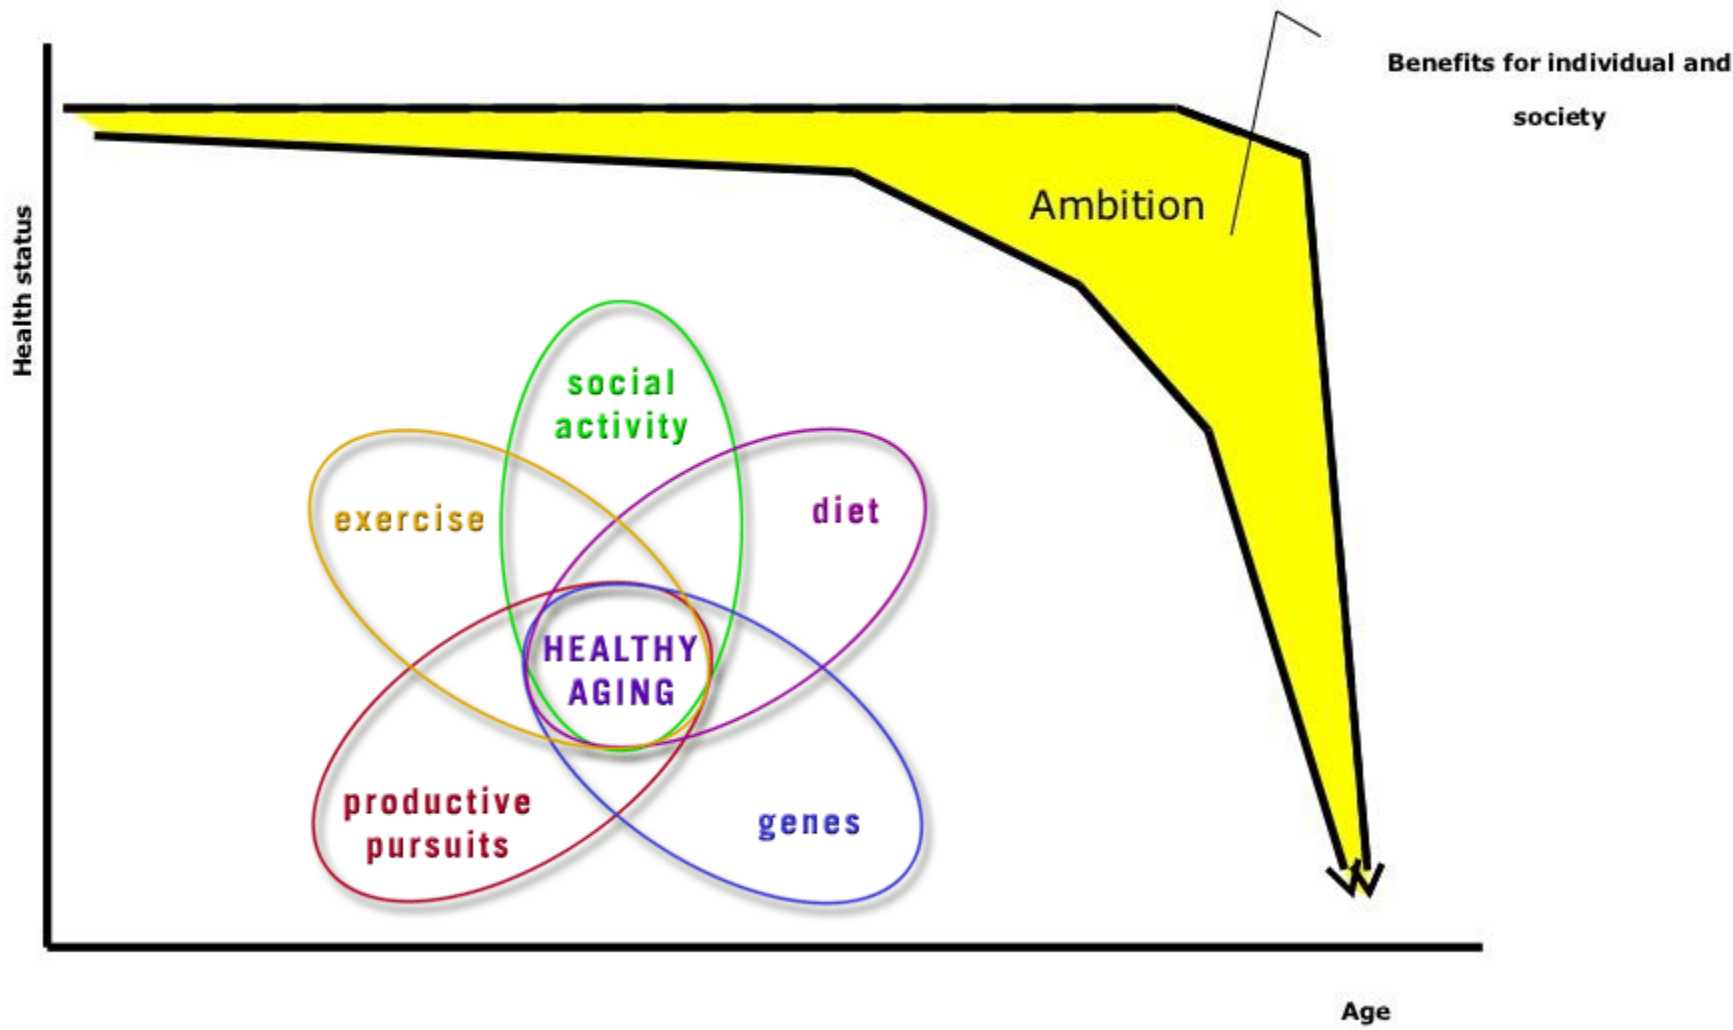 Benefits for individual and
society
Ambition
Health status
social
activity
exercise
diet
HEALTHY
AGING
productive
pursuits
genes
Age